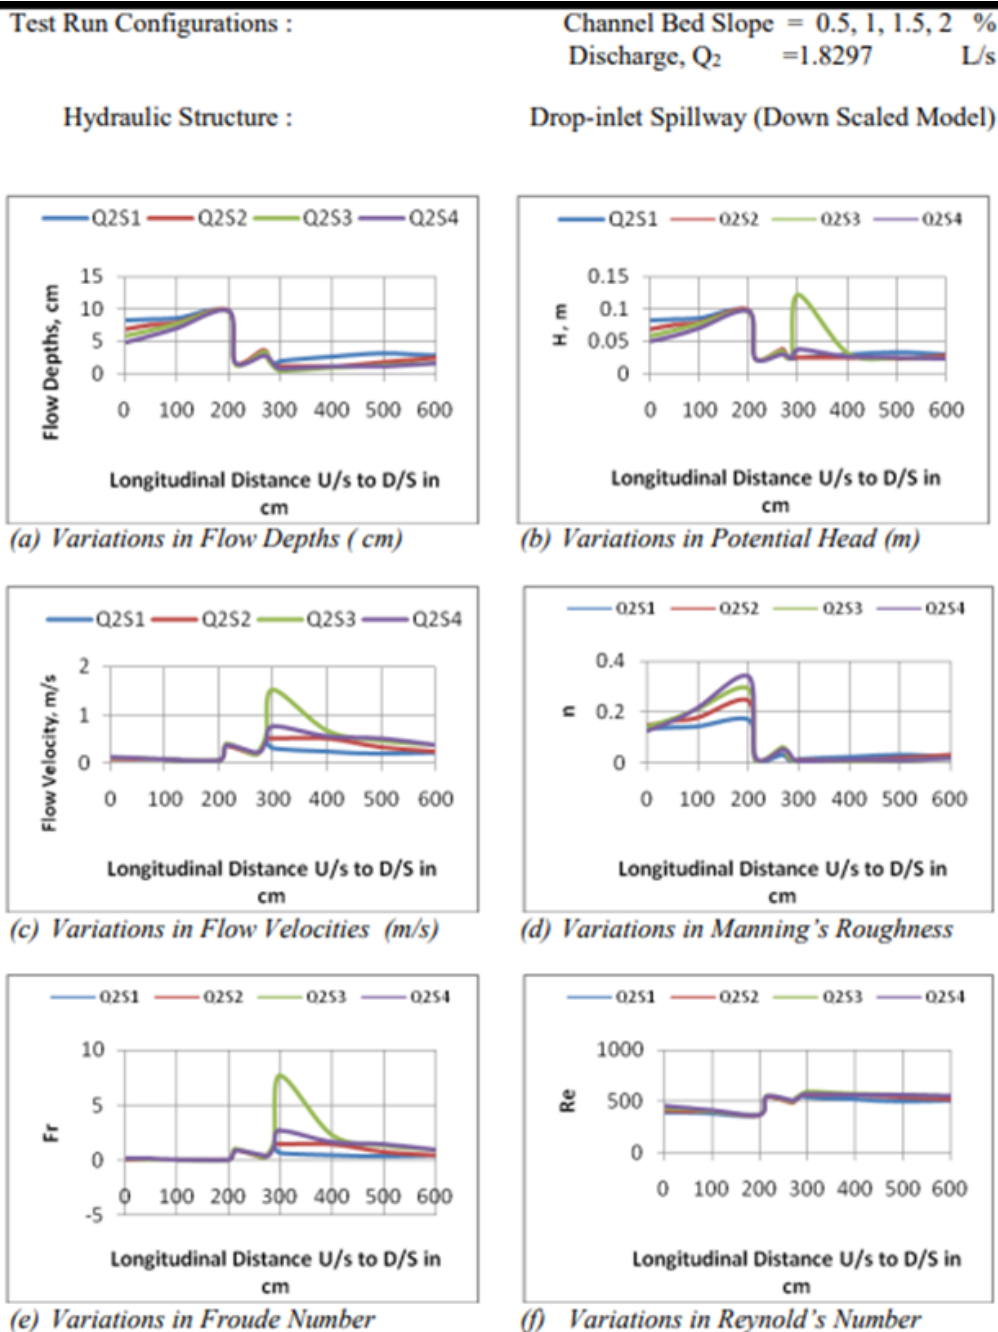 Test Run Configurations :
Channel Bed Slope = 0.5, 1, 1.5, 2 %
Discharge, Q₂ =1.8297 L/s
Hydraulic Structure :
Drop-inlet Spillway (Down Scaled Model)
Q2S1 Q2S2 Q2S3 Q2S4
Flow Depths, cm
15
10
5
0
0 100 200 300 400 500 600
Longitudinal Distance U/s to D/S in
cm
(a) Variations in Flow Depths ( cm)
Q2S1 Q2S2 Q2S3 Q2S4
H, m
0.15
0.1
0.05
0
0 100 200 300 400 500 600
Longitudinal Distance U/s to D/S in
cm
(b) Variations in Potential Head (m)
Q2S1 Q2S2 Q2S3 Q2S4
Flow Velocity, m/s
2
1
0
0 100 200 300 400 500 600
Longitudinal Distance U/s to D/S in
cm
(c) Variations in Flow Velocities (m/s)
Q2S1 Q2S2 Q2S3 Q2S4
n
0.4
0.2
0
0 100 200 300 400 500 600
Longitudinal Distance U/s to D/S in
cm
(d) Variations in Manning's Roughness
Q2S1 Q2S2 Q2S3 Q2S4
Fr
10
5
0
-5
0 100 200 300 400 500 600
Longitudinal Distance U/s to D/S in
cm
(e) Variations in Froude Number
Q2S1 Q2S2 Q2S3 Q2S4
Re
1000
500
0
0 100 200 300 400 500 600
Longitudinal Distance U/s to D/S in
cm
(f) Variations in Reynold's Number